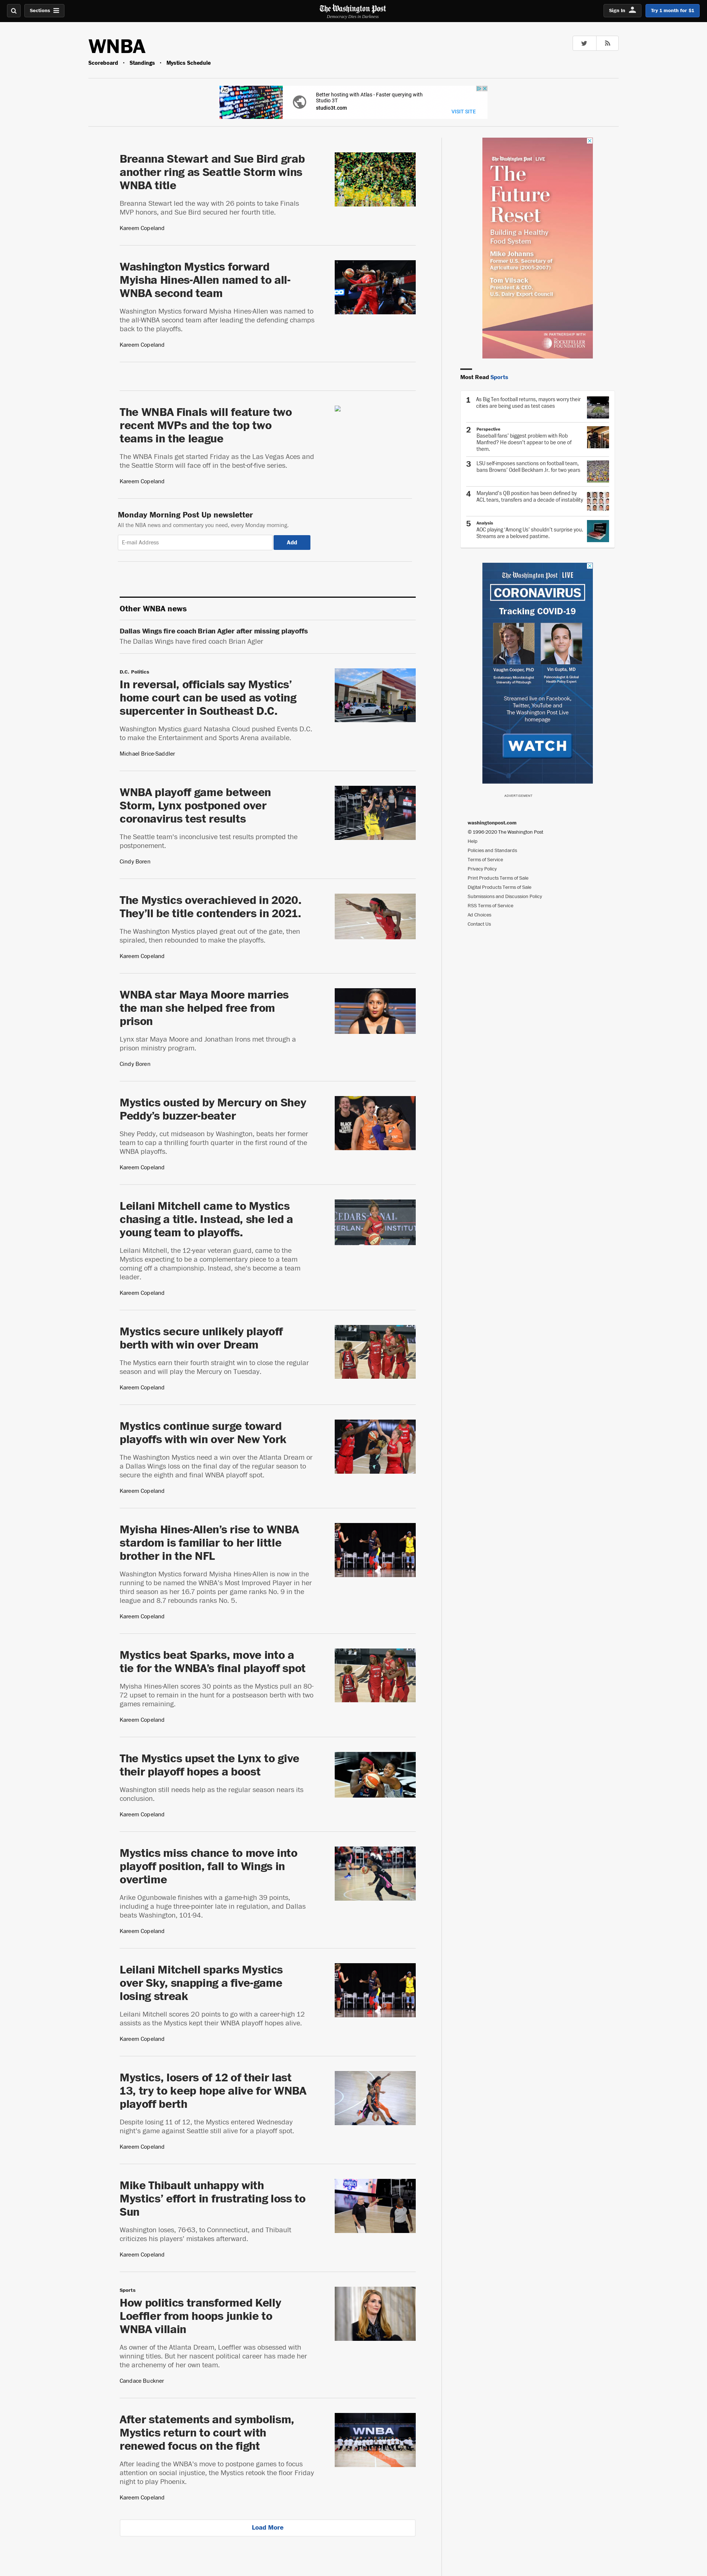 Sections
The Washington Post
Democracy Dies in Darkness
Sign In
Try 1 month for $1
WNBA
Scoreboard • Standings • Mystics Schedule
Better hosting with Atlas - Faster querying with
Studio 3T
studio3t.com
VISIT SITE
Breanna Stewart and Sue Bird grab
another ring as Seattle Storm wins
WNBA title
Breanna Stewart led the way with 26 points to take Finals
MVP honors, and Sue Bird secured her fourth title.
Kareem Copeland
Washington Mystics forward
Myisha Hines-Allen named to all-
WNBA second team
Washington Mystics forward Myisha Hines-Allen was named to
the all-WNBA second team after leading the defending champs
back to the playoffs.
Kareem Copeland
The WNBA Finals will feature two
recent MVPs and the top two
teams in the league
The WNBA Finals get started Friday as the Las Vegas Aces and
the Seattle Storm will face off in the best-of-five series.
Kareem Copeland
Monday Morning Post Up newsletter
All the NBA news and commentary you need, every Monday morning.
E-mail Address
Add
Other WNBA news
Dallas Wings fire coach Brian Agler after missing playoffs
The Dallas Wings have fired coach Brian Agler
D.C. Politics
In reversal, officials say Mystics’
home court can be used as voting
supercenter in Southeast D.C.
Washington Mystics guard Natasha Cloud pushed Events D.C.
to make the Entertainment and Sports Arena available.
Michael Brice-Saddler
WNBA playoff game between
Storm, Lynx postponed over
coronavirus test results
The Seattle team's inconclusive test results prompted the
postponement.
Cindy Boren
The Mystics overachieved in 2020.
They’ll be title contenders in 2021.
The Washington Mystics played great out of the gate, then
spiraled, then rebounded to make the playoffs.
Kareem Copeland
WNBA star Maya Moore marries
the man she helped free from
prison
Lynx star Maya Moore and Jonathan Irons met through a
prison ministry program.
Cindy Boren
Mystics ousted by Mercury on Shey
Peddy’s buzzer-beater
Shey Peddy, cut midseason by Washington, beats her former
team to cap a thrilling fourth quarter in the first round of the
WNBA playoffs.
Kareem Copeland
Leilani Mitchell came to Mystics
chasing a title. Instead, she led a
young team to playoffs.
Leilani Mitchell, the 12-year veteran guard, came to the
Mystics expecting to be a complementary piece to a team
coming off a championship. Instead, she's become a team
leader.
Kareem Copeland
Mystics secure unlikely playoff
berth with win over Dream
The Mystics earn their fourth straight win to close the regular
season and will play the Mercury on Tuesday.
Kareem Copeland
Mystics continue surge toward
playoffs with win over New York
The Washington Mystics need a win over the Atlanta Dream or
a Dallas Wings loss on the final day of the regular season to
secure the eighth and final WNBA playoff spot.
Kareem Copeland
Myisha Hines-Allen’s rise to WNBA
stardom is familiar to her little
brother in the NFL
Washington Mystics forward Myisha Hines-Allen is now in the
running to be named the WNBA's Most Improved Player in her
third season as her 16.7 points per game ranks No. 9 in the
league and 8.7 rebounds ranks No. 5.
Kareem Copeland
Mystics beat Sparks, move into a
tie for the WNBA’s final playoff spot
Myisha Hines-Allen scores 30 points as the Mystics pull an 80-
72 upset to remain in the hunt for a postseason berth with two
games remaining.
Kareem Copeland
The Mystics upset the Lynx to give
their playoff hopes a boost
Washington still needs help as the regular season nears its
conclusion.
Kareem Copeland
Mystics miss chance to move into
playoff position, fall to Wings in
overtime
Arike Ogunbowale finishes with a game-high 39 points,
including a huge three-pointer late in regulation, and Dallas
beats Washington, 101-94.
Kareem Copeland
Leilani Mitchell sparks Mystics
over Sky, snapping a five-game
losing streak
Leilani Mitchell scores 20 points to go with a career-high 12
assists as the Mystics kept their WNBA playoff hopes alive.
Kareem Copeland
Mystics, losers of 12 of their last
13, try to keep hope alive for WNBA
playoff berth
Despite losing 11 of 12, the Mystics entered Wednesday
night's game against Seattle still alive for a playoff spot.
Kareem Copeland
Mike Thibault unhappy with
Mystics’ effort in frustrating loss to
Sun
Washington loses, 76-63, to Connnecticut, and Thibault
criticizes his players' mistakes afterward.
Kareem Copeland
Sports
How politics transformed Kelly
Loeffler from hoops junkie to
WNBA villain
As owner of the Atlanta Dream, Loeffler was obsessed with
winning titles. But her nascent political career has made her
the archenemy of her own team.
Candace Buckner
After statements and symbolism,
Mystics return to court with
renewed focus on the fight
After leading the WNBA's move to postpone games to focus
attention on social injustice, the Mystics retook the floor Friday
night to play Phoenix.
Kareem Copeland
Load More
The Washington Post LIVE
The
Future
Reset
Building a Healthy
Food System
Mike Johanns
Former U.S. Secretary of
Agriculture (2005-2007)
Tom Vilsack
President & CEO,
U.S. Dairy Export Council
IN PARTNERSHIP WITH
ROCKEFELLER
FOUNDATION
Most Read Sports
1 As Big Ten football returns, mayors worry their
cities are being used as test cases
2 Perspective
Baseball fans’ biggest problem with Rob
Manfred? He doesn’t appear to be one of
them.
3 LSU self-imposes sanctions on football team,
bans Browns’ Odell Beckham Jr. for two years
4 Maryland’s QB position has been defined by
ACL tears, transfers and a decade of instability
5 Analysis
AOC playing ‘Among Us’ shouldn’t surprise you.
Streams are a beloved pastime.
The Washington Post LIVE
CORONAVIRUS
Tracking COVID-19
Vaughn Cooper, PhD
Evolutionary Microbiologist
University of Pittsburgh
Vin Gupta, MD
Pulmonologist & Global
Health Policy Expert
Streamed live on Facebook,
Twitter, YouTube and
The Washington Post Live
homepage
WATCH
ADVERTISEMENT
washingtonpost.com
© 1996-2020 The Washington Post
Help
Policies and Standards
Terms of Service
Privacy Policy
Print Products Terms of Sale
Digital Products Terms of Sale
Submissions and Discussion Policy
RSS Terms of Service
Ad Choices
Contact Us